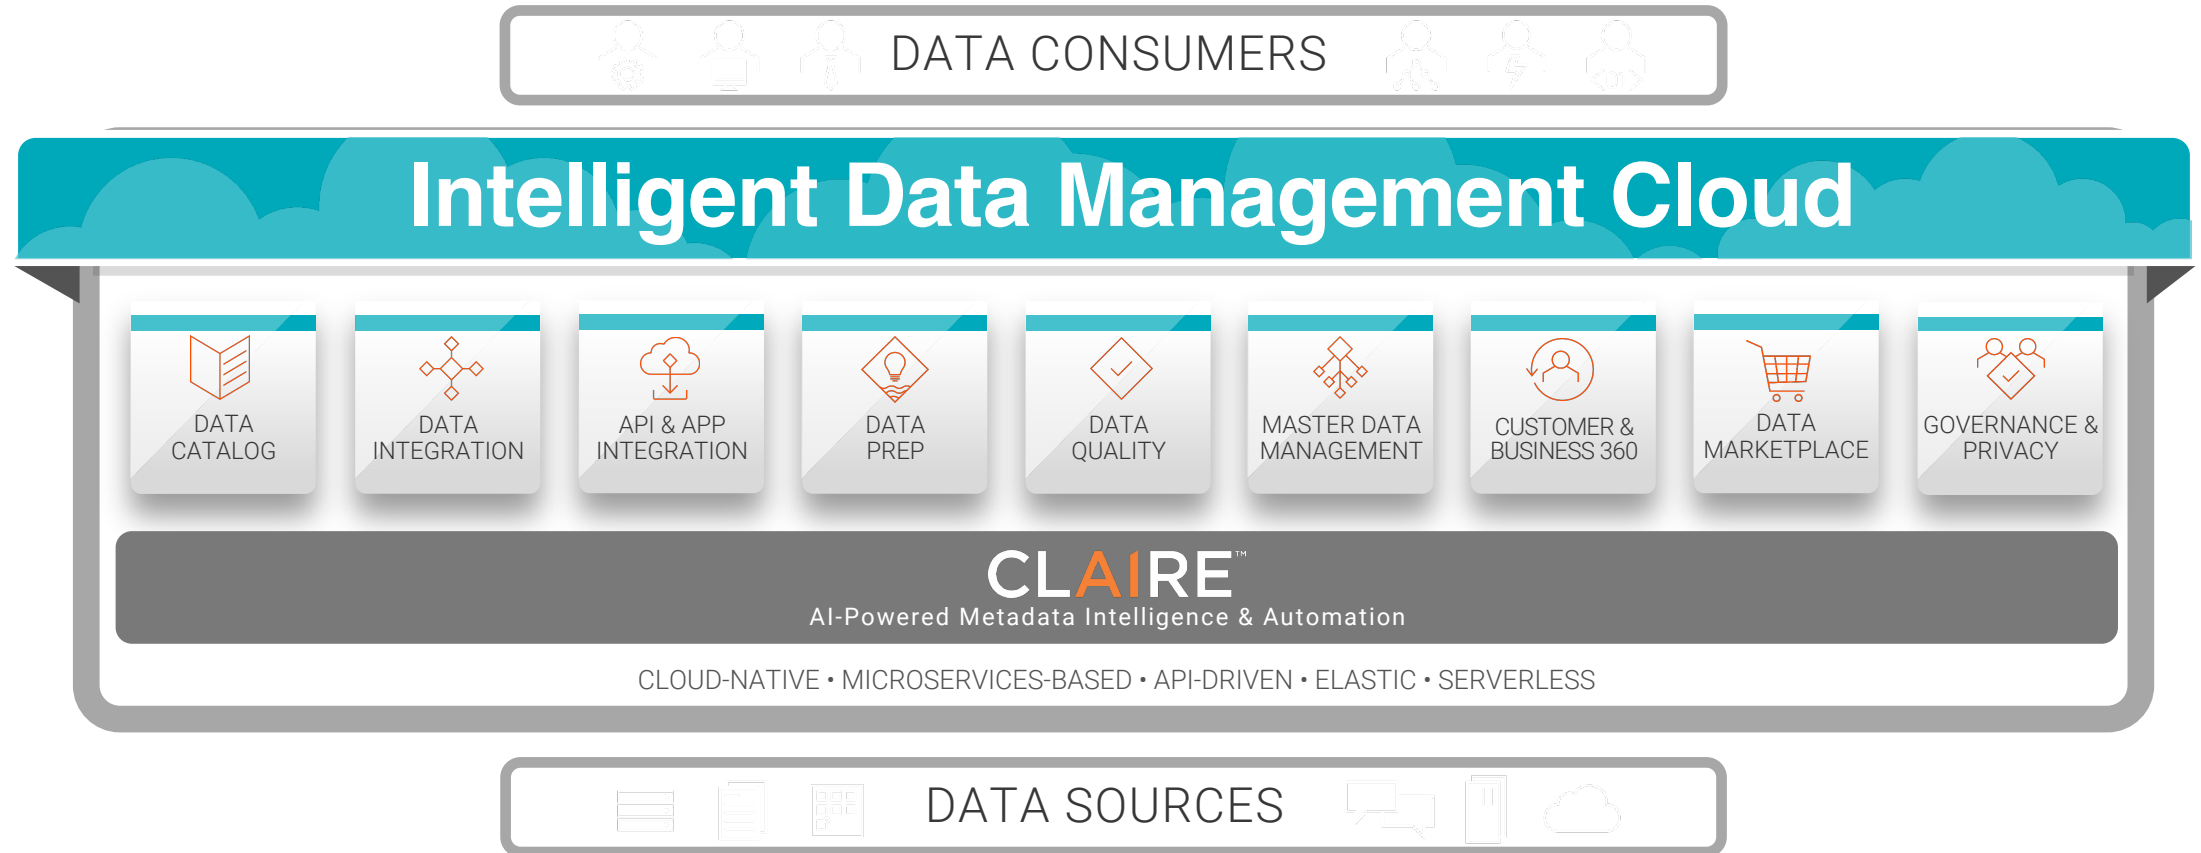 DATA CONSUMERS
Intelligent Data Management Cloud
DATA
CATALOG
DATA
INTEGRATION
API & APP
INTEGRATION
DATA
PREP
DATA
QUALITY
MASTER DATA
MANAGEMENT
CUSTOMER &
BUSINESS 360
DATA
MARKETPLACE
GOVERNANCE &
PRIVACY
CLAIRE™
AI-Powered Metadata Intelligence & Automation
CLOUD-NATIVE • MICROSERVICES-BASED • API-DRIVEN • ELASTIC • SERVERLESS
DATA SOURCES